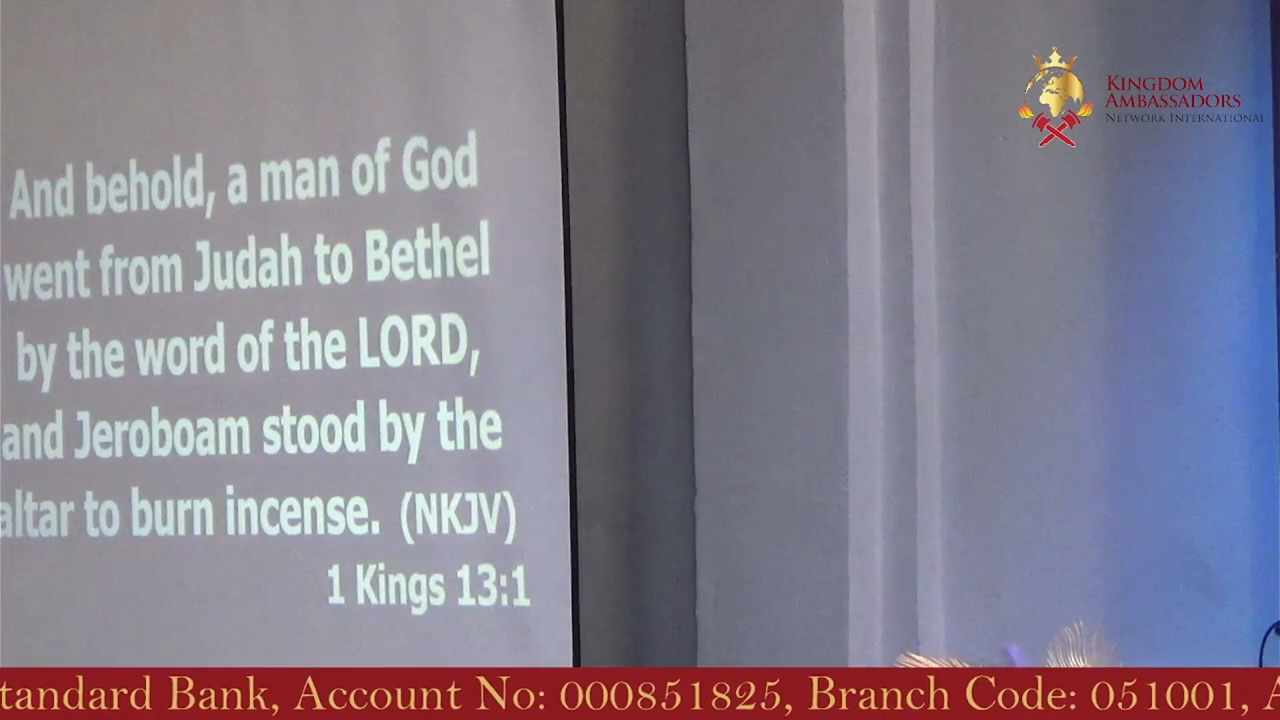 KINGDOM
AMBASSADORS
NETWORK INTERNATIONAL
And behold, a man of God
went from Judah to Bethel
by the word of the LORD,
and Jeroboam stood by the
altar to burn incense. (NKJV)
1 Kings 13:1
tandard Bank, Account No: 000851825, Branch Code: 051001, A